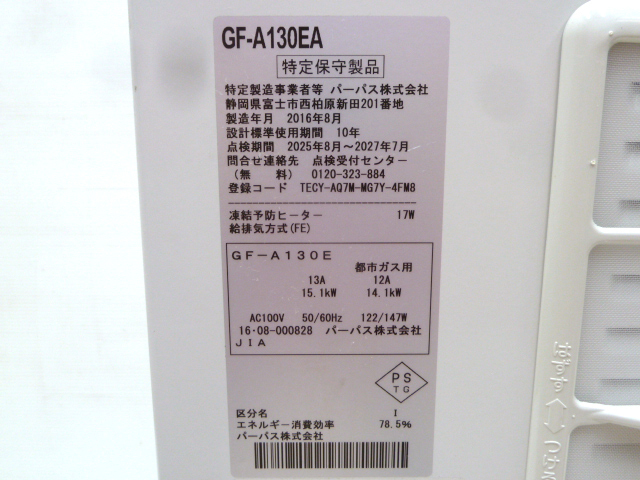 GF-A130EA
特定保守製品
特定製造事業者等 パーパス株式会社
静岡県富士市西柏原新田201番地
製造年月 2016年8月
設計標準使用期間 10年
点検期間 2025年8月～2027年7月
問合せ連絡先 点検受付センター
(無 料) 0120-323-884
登録コード TECY-AQ7M-MG7Y-4FM8
凍結予防ヒーター 17W
給排気方式(FE)
GF-A130E
都市ガス用
13A 12A
15.1kW 14.1kW
AC100V 50/60Hz 122/147W
16・08-000828 パーパス株式会社
JIA
PS
TG
区分名 I
エネルギー消費効率 78.5%
パーパス株式会社